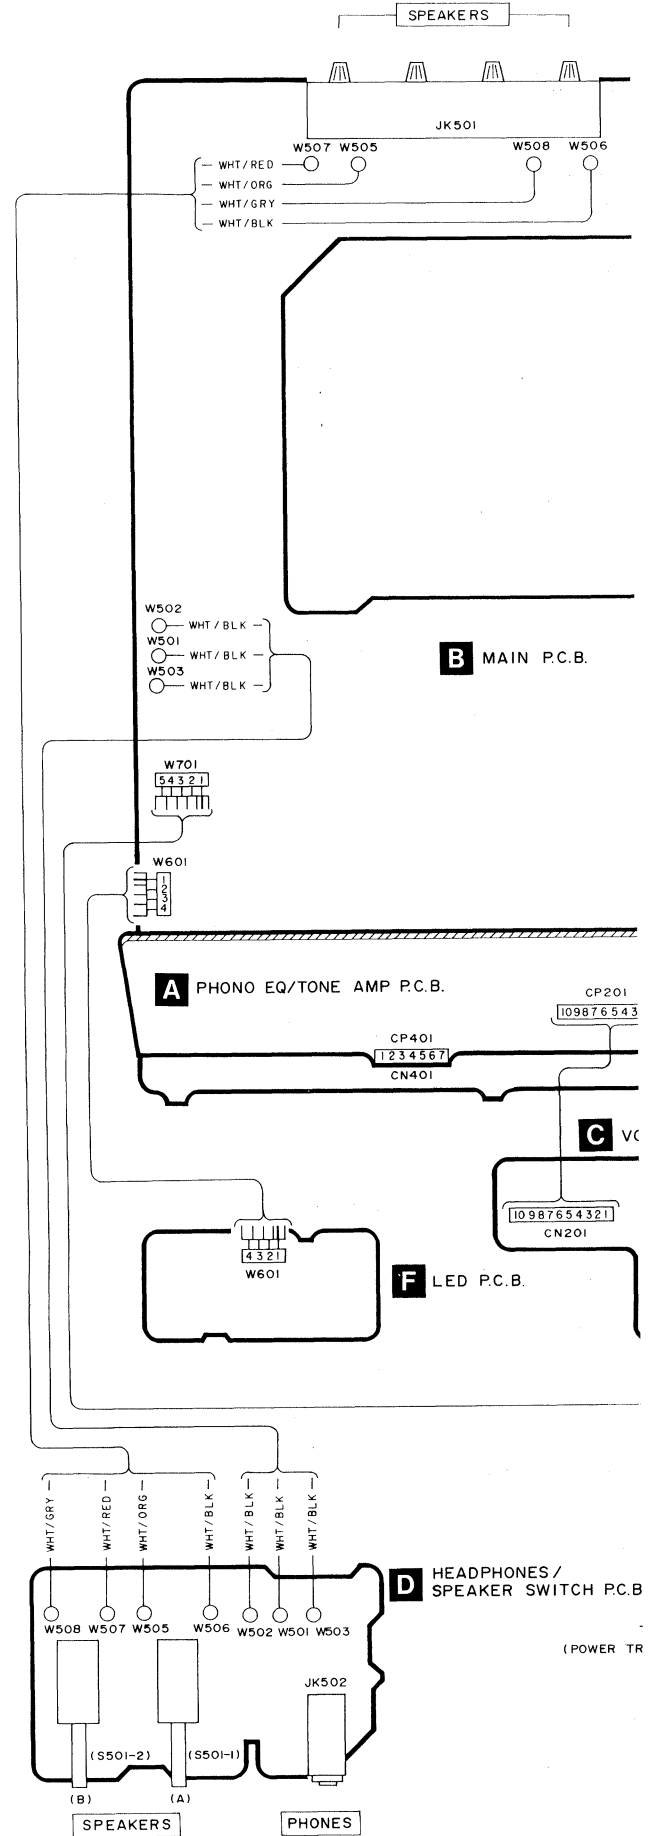 SPEAKERS
JK501
W507 W505 W508 W506
WHT/RED
WHT/ORG
WHT/GRY
WHT/BLK
W502
WHT/BLK
W501
WHT/BLK
W503
WHT/BLK
B MAIN P.C.B.
W701
54321
W601
1
2
3
4
A PHONO EQ/TONE AMP P.C.B.
CP201
109876543
CP401
1234567
CN401
C VO
10987654321
CN201
4321
W601
F LED P.C.B.
WHT/GRY
WHT/RED
WHT/ORG
WHT/BLK
WHT/BLK
WHT/BLK
WHT/BLK
D HEADPHONES/
SPEAKER SWITCH P.C.B
W508 W507 W505 W506 W502 W501 W503
(POWER TR
JK502
(S501-2) (S501-1)
(B) (A)
SPEAKERS PHONES